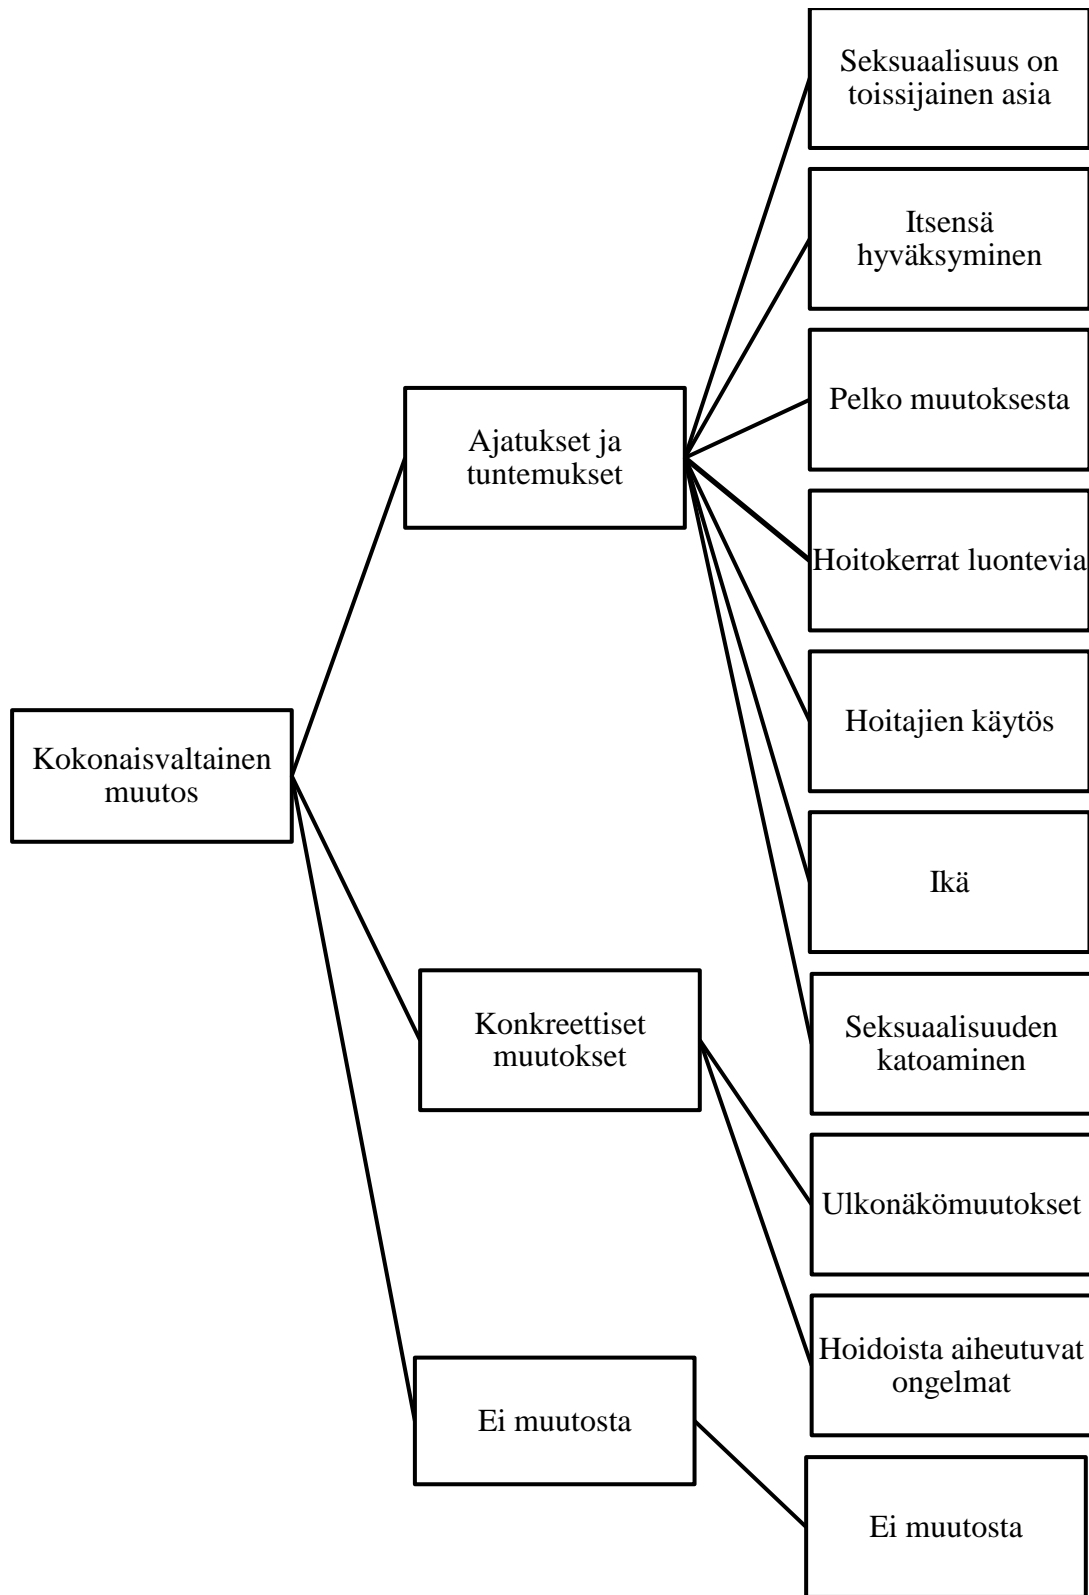 Seksuaalisuus on
toissijainen asia
Itsensä
hyväksyminen
Pelko muutoksesta
Ajatukset ja
tuntemukset
Hoitokerrat luontevia
Hoitajien käytös
Kokonaisvaltainen
muutos
Ikä
Konkreettiset
muutokset
Seksuaalisuuden
katoaminen
Ulkonäkömuutokset
Hoidoista aiheutuvat
ongelmat
Ei muutosta
Ei muutosta